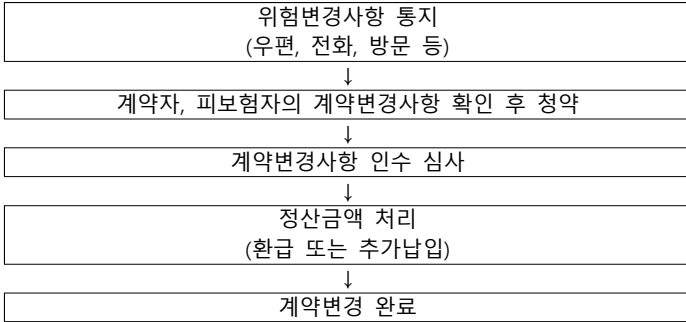 위험변경사항 통지
(우편, 전화, 방문 등)
↓
계약자, 피보험자의 계약변경사항 확인 후 청약
↓
계약변경사항 인수 심사
↓
정산금액 처리
(환급 또는 추가납입)
↓
계약변경 완료